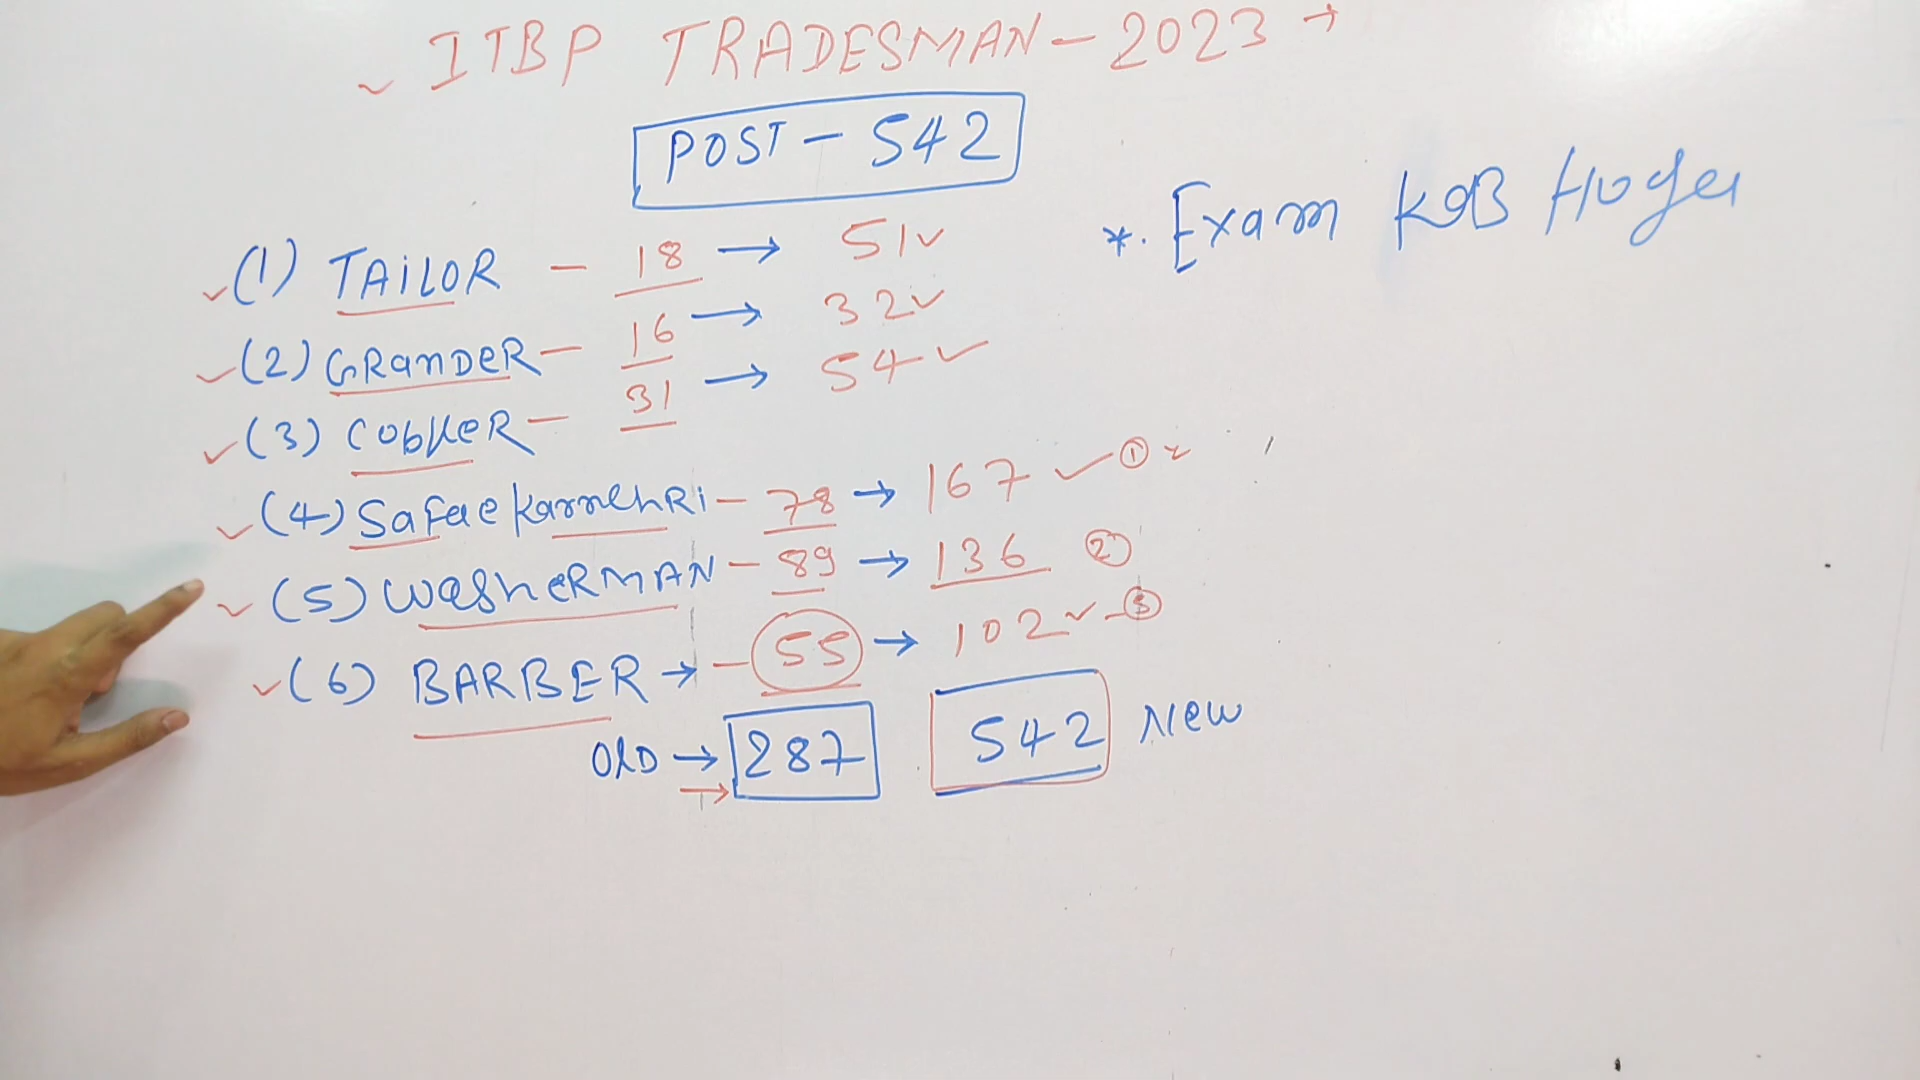 ITBP TRADESMAN - 2023 →
POST - 542
*. Exam KAB Hoga
(1) TAILOR - 18 → 51
(2) GRANDER - 16 → 32
(3) COBLER - 31 → 54
(4) Safae Karmchri - 78 → 167 ①
(5) WASHERMAN - 89 → 136 ②
(6) BARBER → - 55 → 102 - ③
OLD → 287 542 New